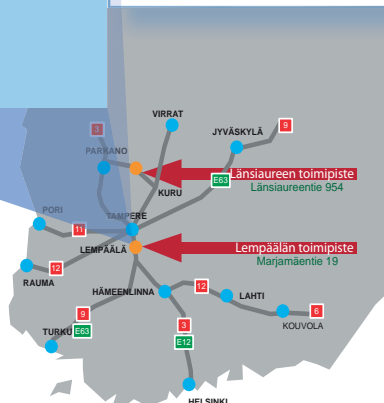 VIRRAT
3
9
JYVÄSKYLÄ
PARKANO
Länsiaureen toimipiste
E63
Länsiaureentie 954
KURU
PORI
TAMPERE
11
Lempäälän toimipiste
LEMPÄÄLÄ
Marjamäentie 19
12
RAUMA
HÄMEENLINNA
12
LAHTI
9
6
3
KOUVOLA
TURKU
E63
E12
HELSINKI